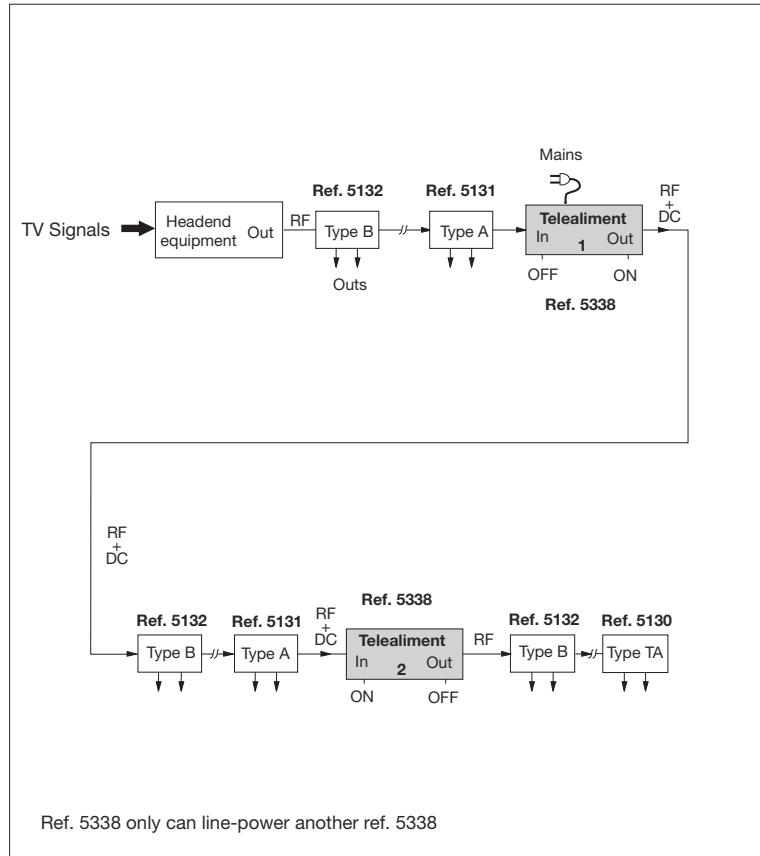 Mains
Ref. 5132
Ref. 5131
RF
+
DC
TV Signals
Headend
equipment
Out
RF
Type B
Type A
Telealiment
In
1
Out
Outs
OFF
ON
Ref. 5338
RF
+
DC
Ref. 5132
Ref. 5131
RF
+
DC
Ref. 5338
Ref. 5132
Ref. 5130
Type B
Type A
Telealiment
In
2
Out
RF
Type B
Type TA
ON
OFF
Ref. 5338 only can line-power another ref. 5338